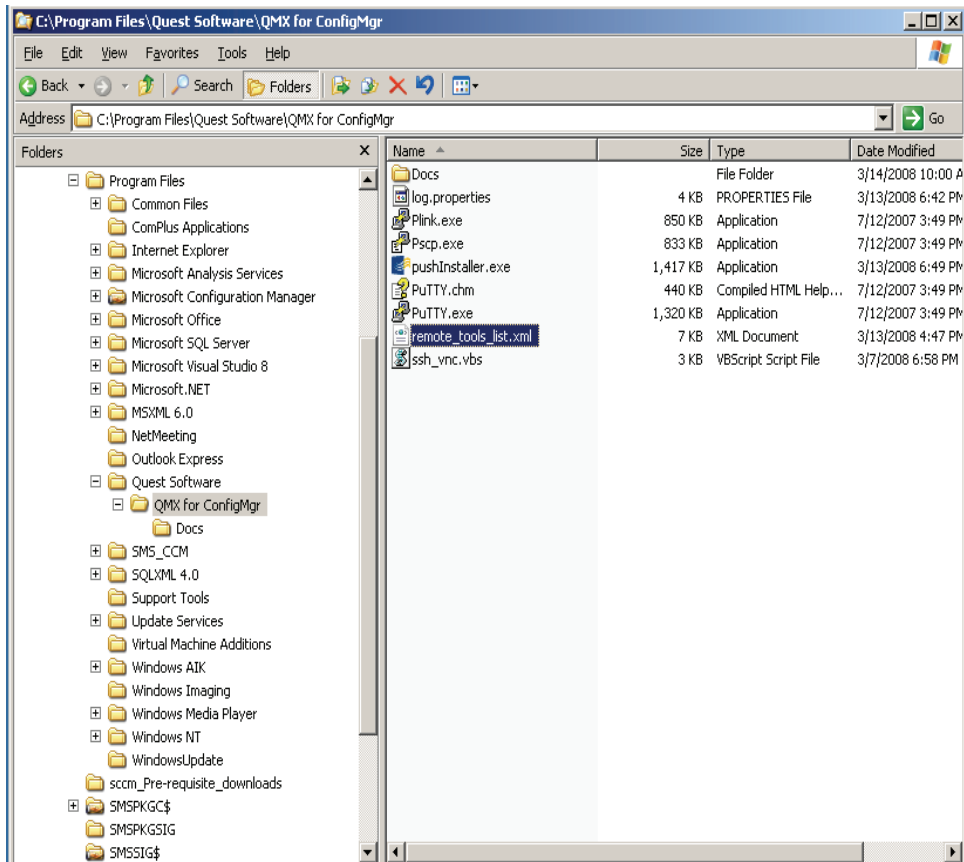 C:\Program Files\Quest Software\QMX for ConfigMgr
File Edit View Favorites Tools Help
Back Search Folders
Address C:\Program Files\Quest Software\QMX for ConfigMgr Go
Folders X
Program Files
Common Files
ComPlus Applications
Internet Explorer
Microsoft Analysis Services
Microsoft Configuration Manager
Microsoft Office
Microsoft SQL Server
Microsoft Visual Studio 8
Microsoft.NET
MSXML 6.0
NetMeeting
Outlook Express
Quest Software
QMX for ConfigMgr
Docs
SMS_CCM
SQLXML 4.0
Support Tools
Update Services
Virtual Machine Additions
Windows AIK
Windows Imaging
Windows Media Player
Windows NT
WindowsUpdate
sccm_Pre-requisite_downloads
SMSPKGC$
SMSPKGSIG
SMSSIG$
Name Size Type Date Modified
Docs File Folder 3/14/2008 10:00 A
log.properties 4 KB PROPERTIES File 3/13/2008 6:42 PM
Plink.exe 850 KB Application 7/12/2007 3:49 PM
Pscp.exe 833 KB Application 7/12/2007 3:49 PM
pushInstaller.exe 1,417 KB Application 3/13/2008 6:49 PM
PuTTY.chm 440 KB Compiled HTML Help... 7/12/2007 3:49 PM
PuTTY.exe 1,320 KB Application 7/12/2007 3:49 PM
remote_tools_list.xml 7 KB XML Document 3/13/2008 4:47 PM
ssh_vnc.vbs 3 KB VBScript Script File 3/7/2008 6:58 PM